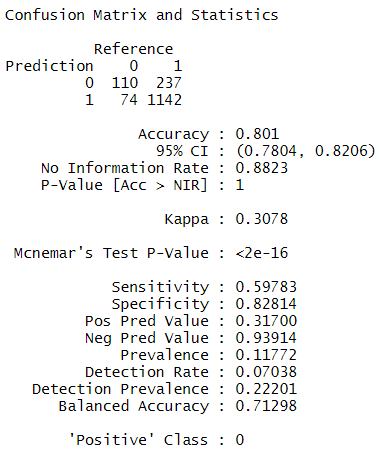 Confusion Matrix and Statistics
Reference
Prediction 0 1
0 110 237
1 74 1142
Accuracy : 0.801
95% CI : (0.7804, 0.8206)
No Information Rate : 0.8823
P-Value [Acc > NIR] : 1
Kappa : 0.3078
Mcnemar's Test P-Value : <2e-16
Sensitivity : 0.59783
Specificity : 0.82814
Pos Pred Value : 0.31700
Neg Pred Value : 0.93914
Prevalence : 0.11772
Detection Rate : 0.07038
Detection Prevalence : 0.22201
Balanced Accuracy : 0.71298
'Positive' Class : 0